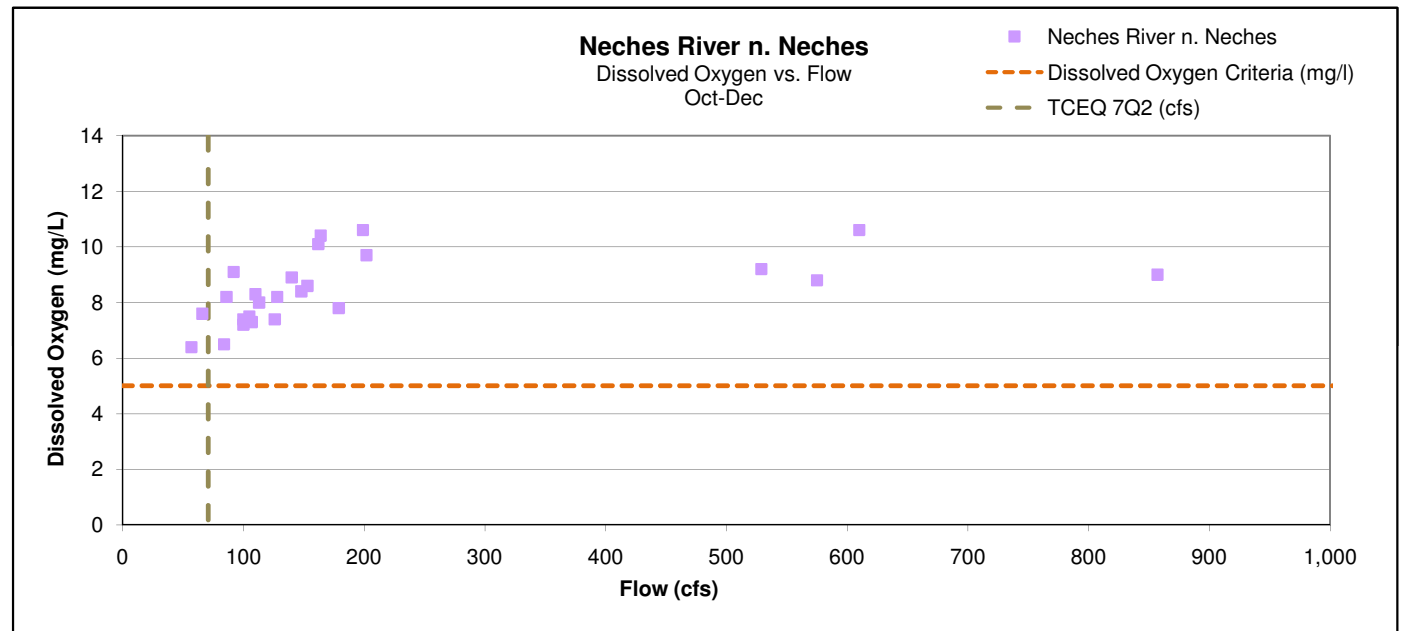 Neches River n. Neches
Dissolved Oxygen vs. Flow
Oct-Dec
Neches River n. Neches
Dissolved Oxygen Criteria (mg/l)
TCEQ 7Q2 (cfs)
Dissolved Oxygen (mg/L)
14
12
10
8
6
4
2
0
0 100 200 300 400 500 600 700 800 900 1,000
Flow (cfs)